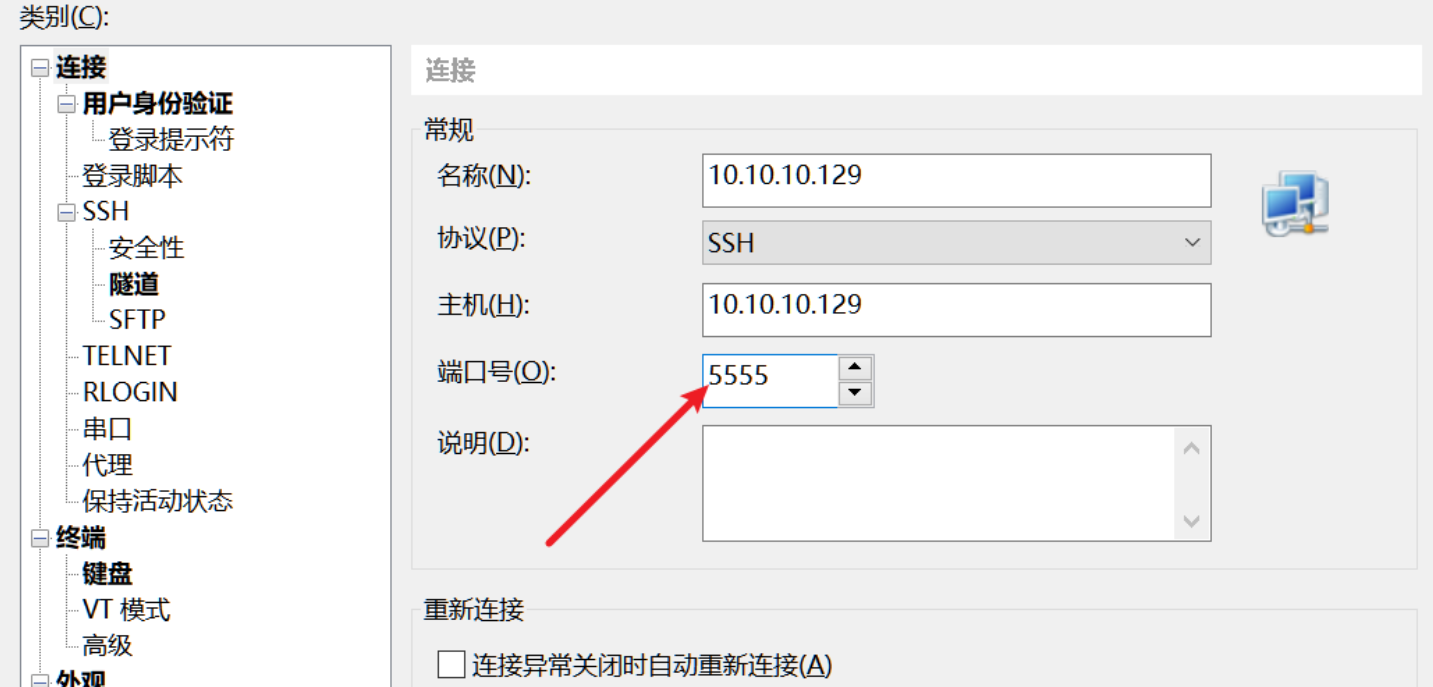 类别(C):
连接
用户身份验证
登录提示符
登录脚本
SSH
安全性
隧道
SFTP
TELNET
RLOGIN
串口
代理
保持活动状态
终端
键盘
VT 模式
高级
外观
连接
常规
名称(N):
10.10.10.129
协议(P):
SSH
主机(H):
10.10.10.129
端口号(O):
5555
说明(D):
重新连接
连接异常关闭时自动重新连接(A)